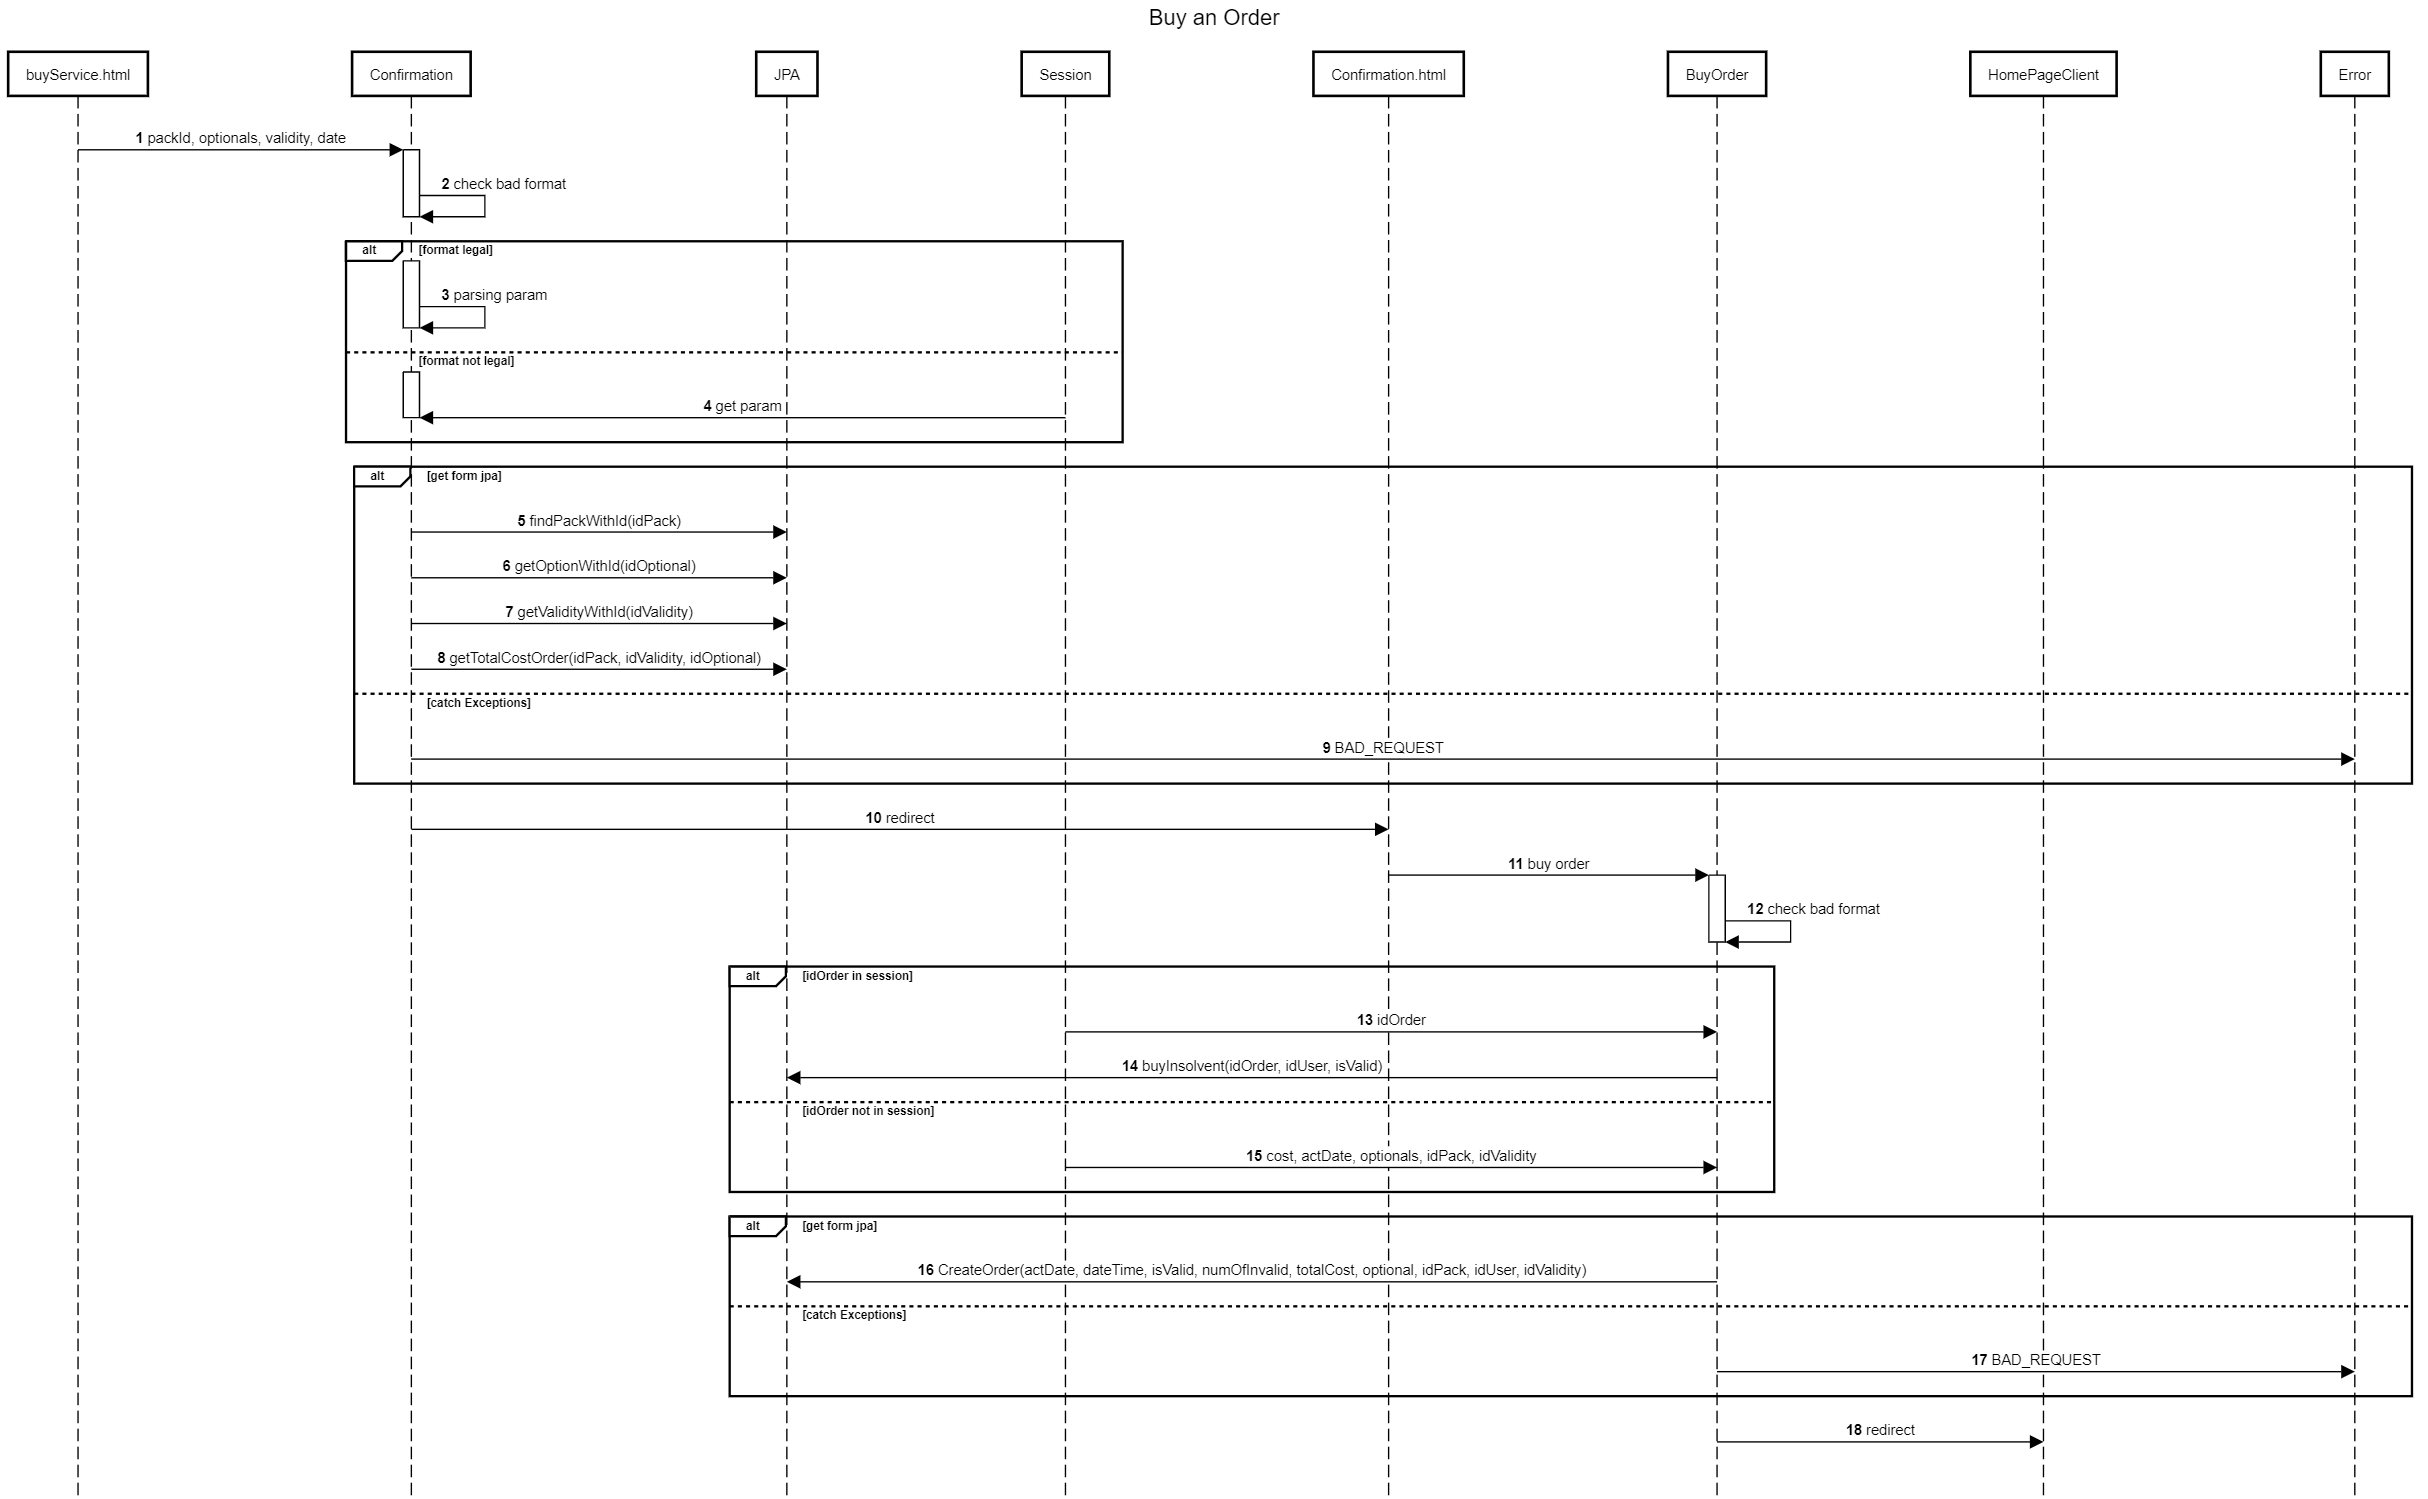 Buy an Order
buyService.html
Confirmation
JPA
Session
Confirmation.html
BuyOrder
HomePageClient
Error
1 packId, optionals, validity, date
2 check bad format
alt [format legal]
3 parsing param
[format not legal]
4 get param
alt [get form jpa]
5 findPackWithId(idPack)
6 getOptionWithId(idOptional)
7 getValidityWithId(idValidity)
8 getTotalCostOrder(idPack, idValidity, idOptional)
[catch Exceptions]
9 BAD_REQUEST
10 redirect
11 buy order
12 check bad format
alt [idOrder in session]
13 idOrder
14 buyInsolvent(idOrder, idUser, isValid)
[idOrder not in session]
15 cost, actDate, optionals, idPack, idValidity
alt [get form jpa]
16 CreateOrder(actDate, dateTime, isValid, numOfInvalid, totalCost, optional, idPack, idUser, idValidity)
[catch Exceptions]
17 BAD_REQUEST
18 redirect